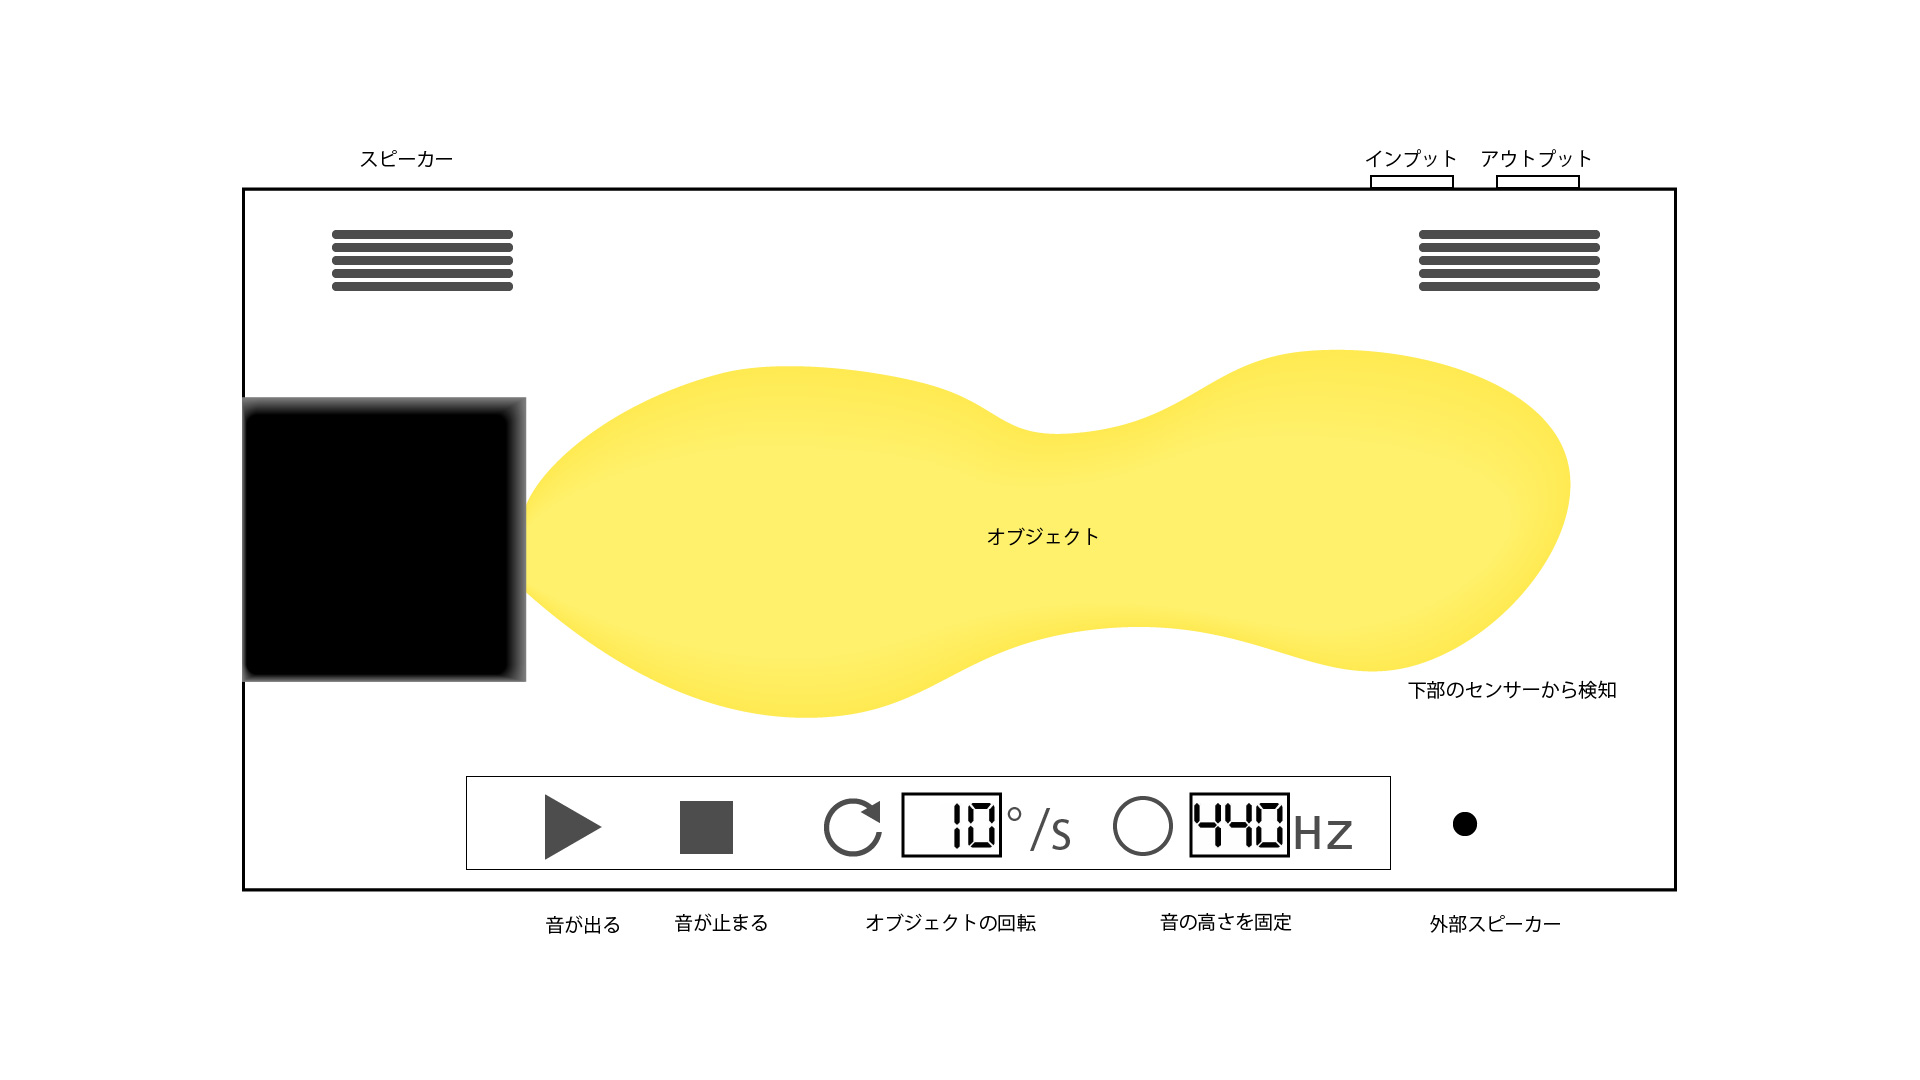 スピーカー
インプット アウトプット
オブジェクト
下部のセンサーから検知
10 °/s 440 Hz
音が出る 音が止まる オブジェクトの回転 音の高さを固定 外部スピーカー